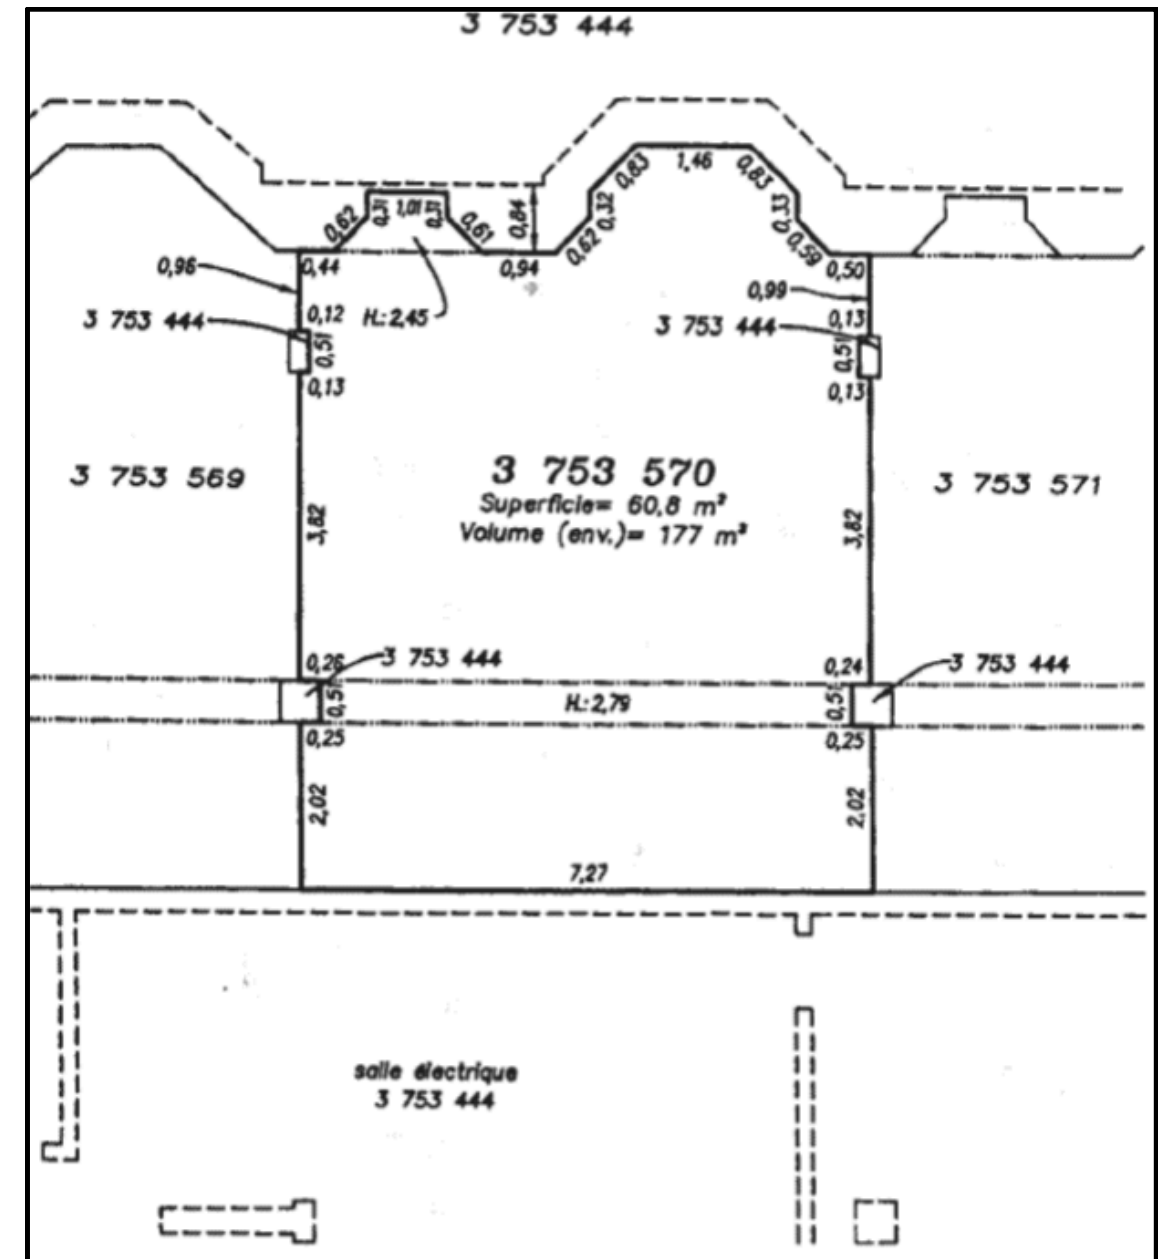 3 753 444
0,83
1,46
0,83
0,62
0,31
1,01
0,31
0,61
0,84
0,62
0,32
0,33
0,59
0,44
0,94
0,50
0,96
0,99
0,12
H.: 2,45
0,13
3 753 444
3 753 444
0,51
0,51
0,13
0,13
3 753 569
3 753 570
3 753 571
Superficie= 60,8 m²
Volume (env.)= 177 m³
3,82
3,82
0,26
3 753 444
0,24
3 753 444
0,51
H.: 2,79
0,51
0,25
0,25
2,02
2,02
7,27
salle électrique
3 753 444